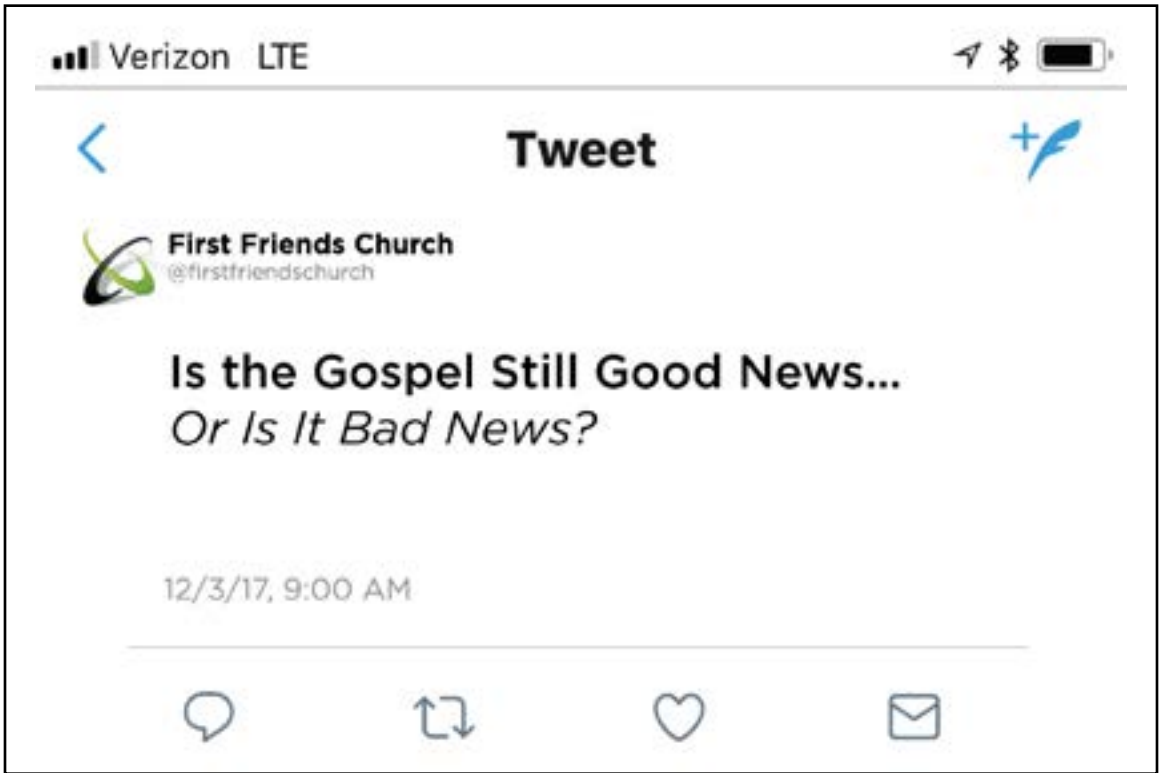 Verizon LTE
Tweet
First Friends Church
@firstfriendschurch
Is the Gospel Still Good News...
Or Is It Bad News?
12/3/17, 9:00 AM